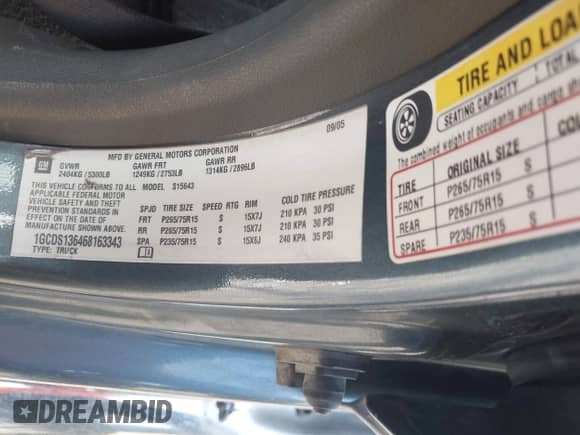 09/05
MFD BY GENERAL MOTORS CORPORATION
GM
GVWR GAWR FRT GAWR RR
2404KG / 5300LB 1249KG / 2753LB 1314KG / 2896LB
THIS VEHICLE CONFORMS TO ALL
APPLICABLE FEDERAL MOTOR
VEHICLE SAFETY AND THEFT
PREVENTION STANDARDS IN
EFFECT ON THE DATE OF
MANUFACTURE SHOWN ABOVE.
1GCDS136468163343
TYPE: TRUCK
MODEL S15643
SPJD TIRE SIZE SPEED RTG RIM COLD TIRE PRESSURE
FRT P265/75R15 S 15X7J 210 KPA 30 PSI
RR P265/75R15 S 15X7J 210 KPA 30 PSI
SPA P235/75R15 S 15X6J 240 KPA 35 PSI
TIRE AND
SEATING CAPACITY TOTAL
The combined weight of occupants and cargo
TIRE ORIGINAL SIZE
FRONT P265/75R15 S
REAR P265/75R15 S
SPARE P235/75R15 S
DREAMBID